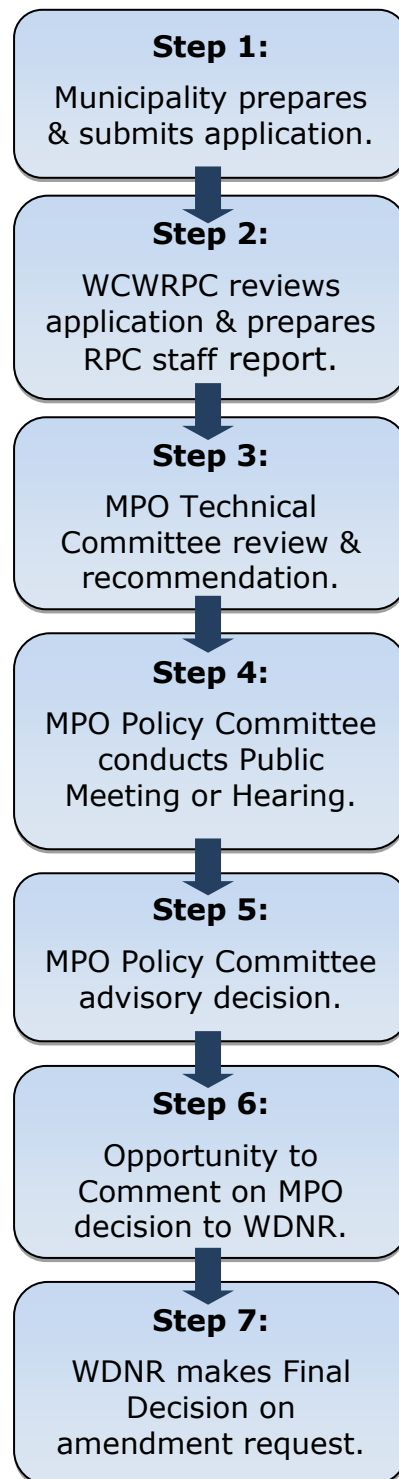 Step 1:
Municipality prepares
& submits application.
Step 2:
WCWRPC reviews
application & prepares
RPC staff report.
Step 3:
MPO Technical
Committee review &
recommendation.
Step 4:
MPO Policy Committee
conducts Public
Meeting or Hearing.
Step 5:
MPO Policy Committee
advisory decision.
Step 6:
Opportunity to
Comment on MPO
decision to WDNR.
Step 7:
WDNR makes Final
Decision on
amendment request.